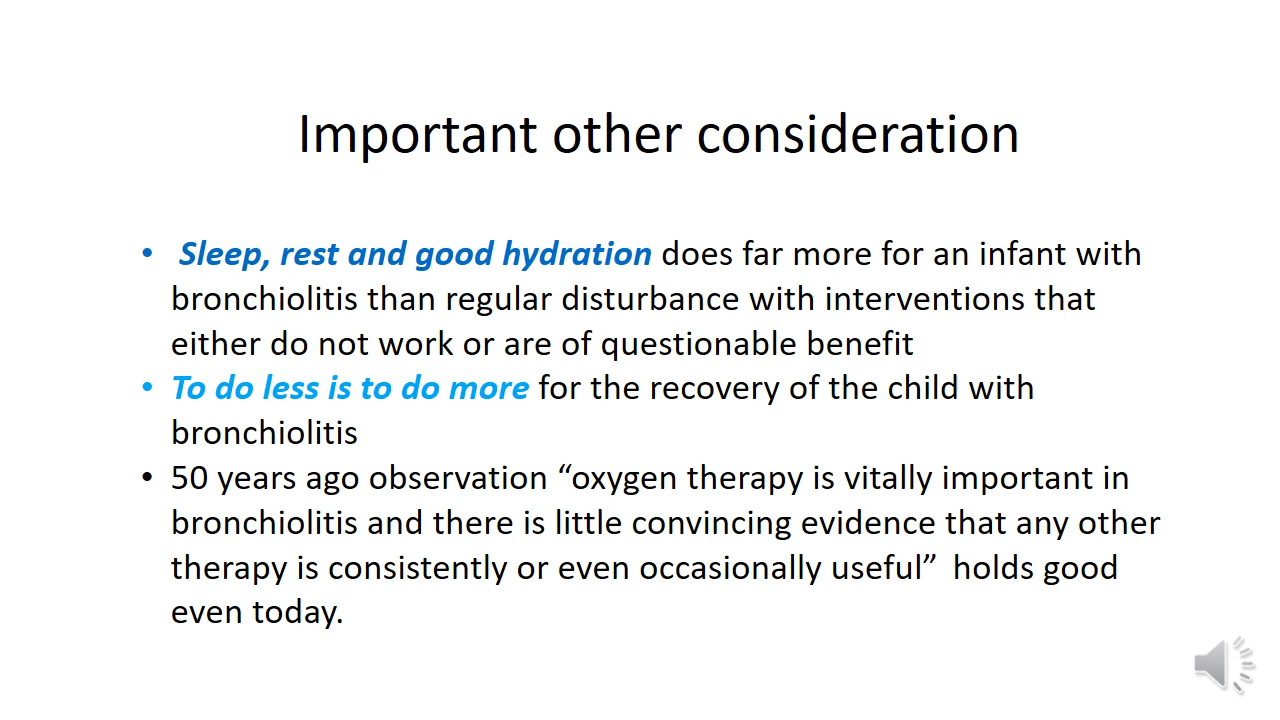 Important other consideration
• Sleep, rest and good hydration does far more for an infant with
bronchiolitis than regular disturbance with interventions that
either do not work or are of questionable benefit
• To do less is to do more for the recovery of the child with
bronchiolitis
• 50 years ago observation “oxygen therapy is vitally important in
bronchiolitis and there is little convincing evidence that any other
therapy is consistently or even occasionally useful” holds good
even today.